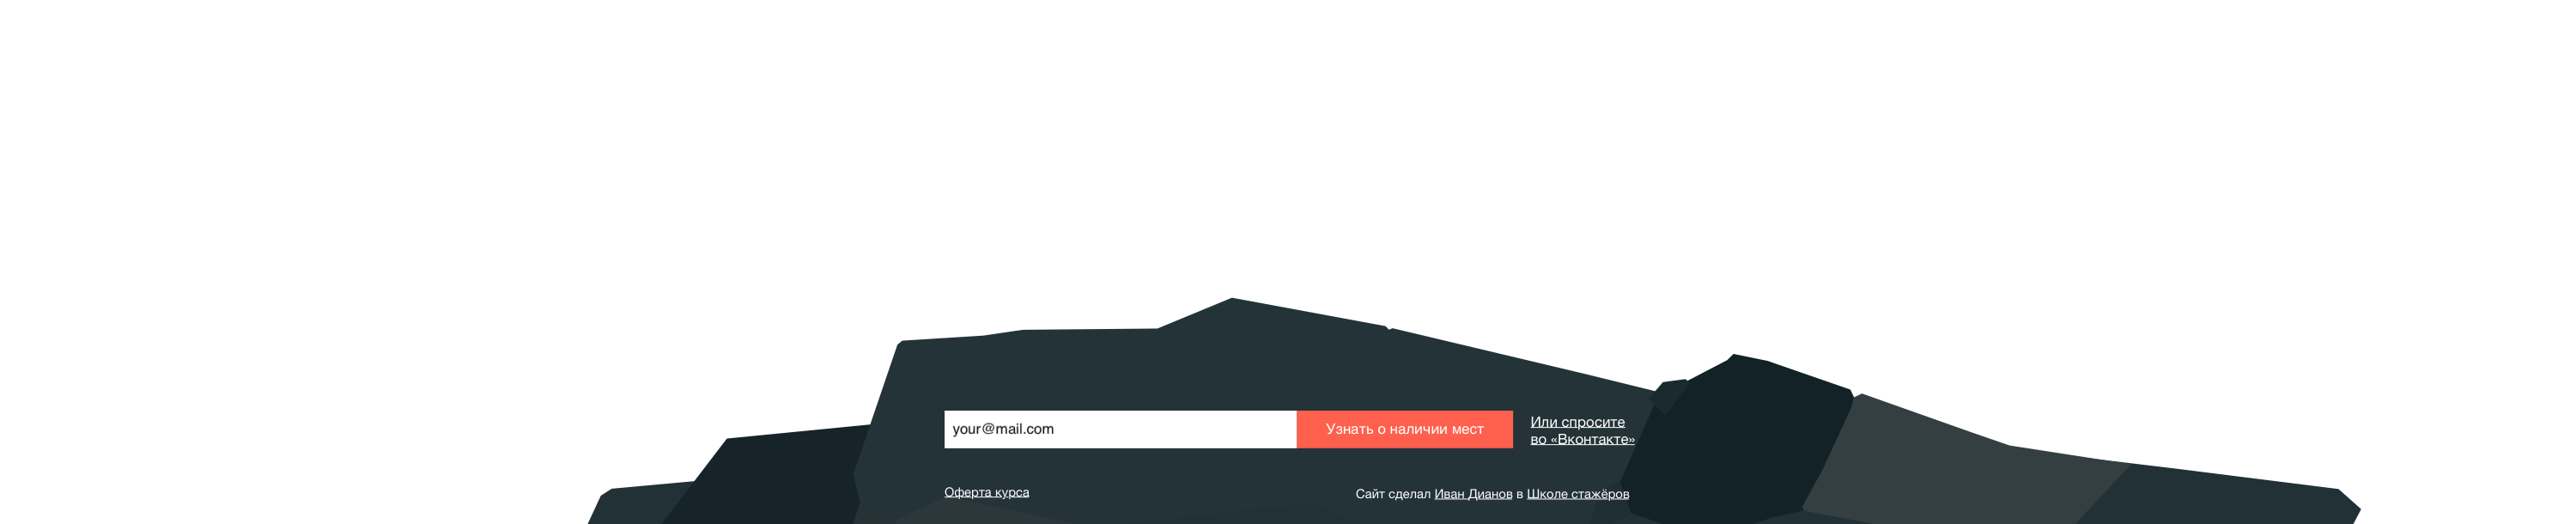 your@mail.com
Узнать о наличии мест
Или спросите
во «Вконтакте»
Оферта курса
Сайт сделал Иван Дианов в Школе стажёров